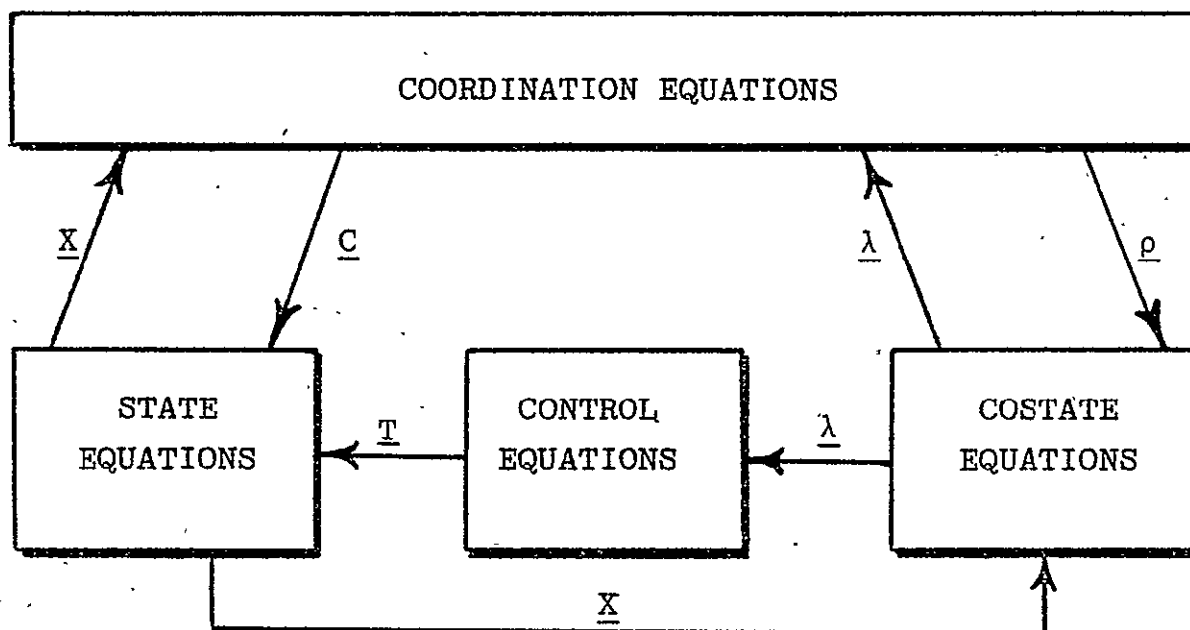 COORDINATION EQUATIONS
X
C
λ
ρ
STATE
EQUATIONS
T
CONTROL
EQUATIONS
λ
COSTATE
EQUATIONS
X